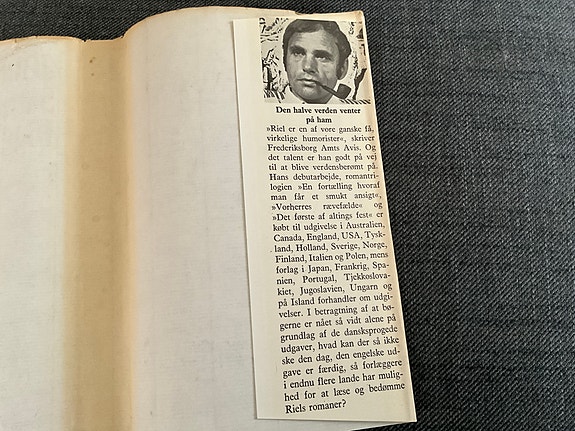 Den halve verden venter
på ham
»Riel er en af vore ganske få,
virkelige humorister«, skriver
Frederiksborg Amts Avis. Og
det talent er han godt på vej
til at blive verdensberømt på.
Hans debutarbejde, romantri-
logien »En fortælling hvoraf
man får et smukt ansigt«,
»Vorherres rævefælde« og
»Det første af altings fest« er
købt til udgivelse i Australien,
Canada, England, USA, Tysk-
land, Holland, Sverige, Norge,
Finland, Italien og Polen, mens
forlag i Japan, Frankrig, Spa-
nien, Portugal, Tjekkoslova-
kiet, Jugoslavien, Ungarn og
på Island forhandler om udgi-
velser. I betragtning af at bø-
gerne er nået så vidt alene på
grundlag af de dansksprogede
udgaver, hvad kan der så ikke
ske den dag, den engelske ud-
gave er færdig, så forlæggere
i endnu flere lande har mulig-
hed for at læse og bedømme
Riels romaner?